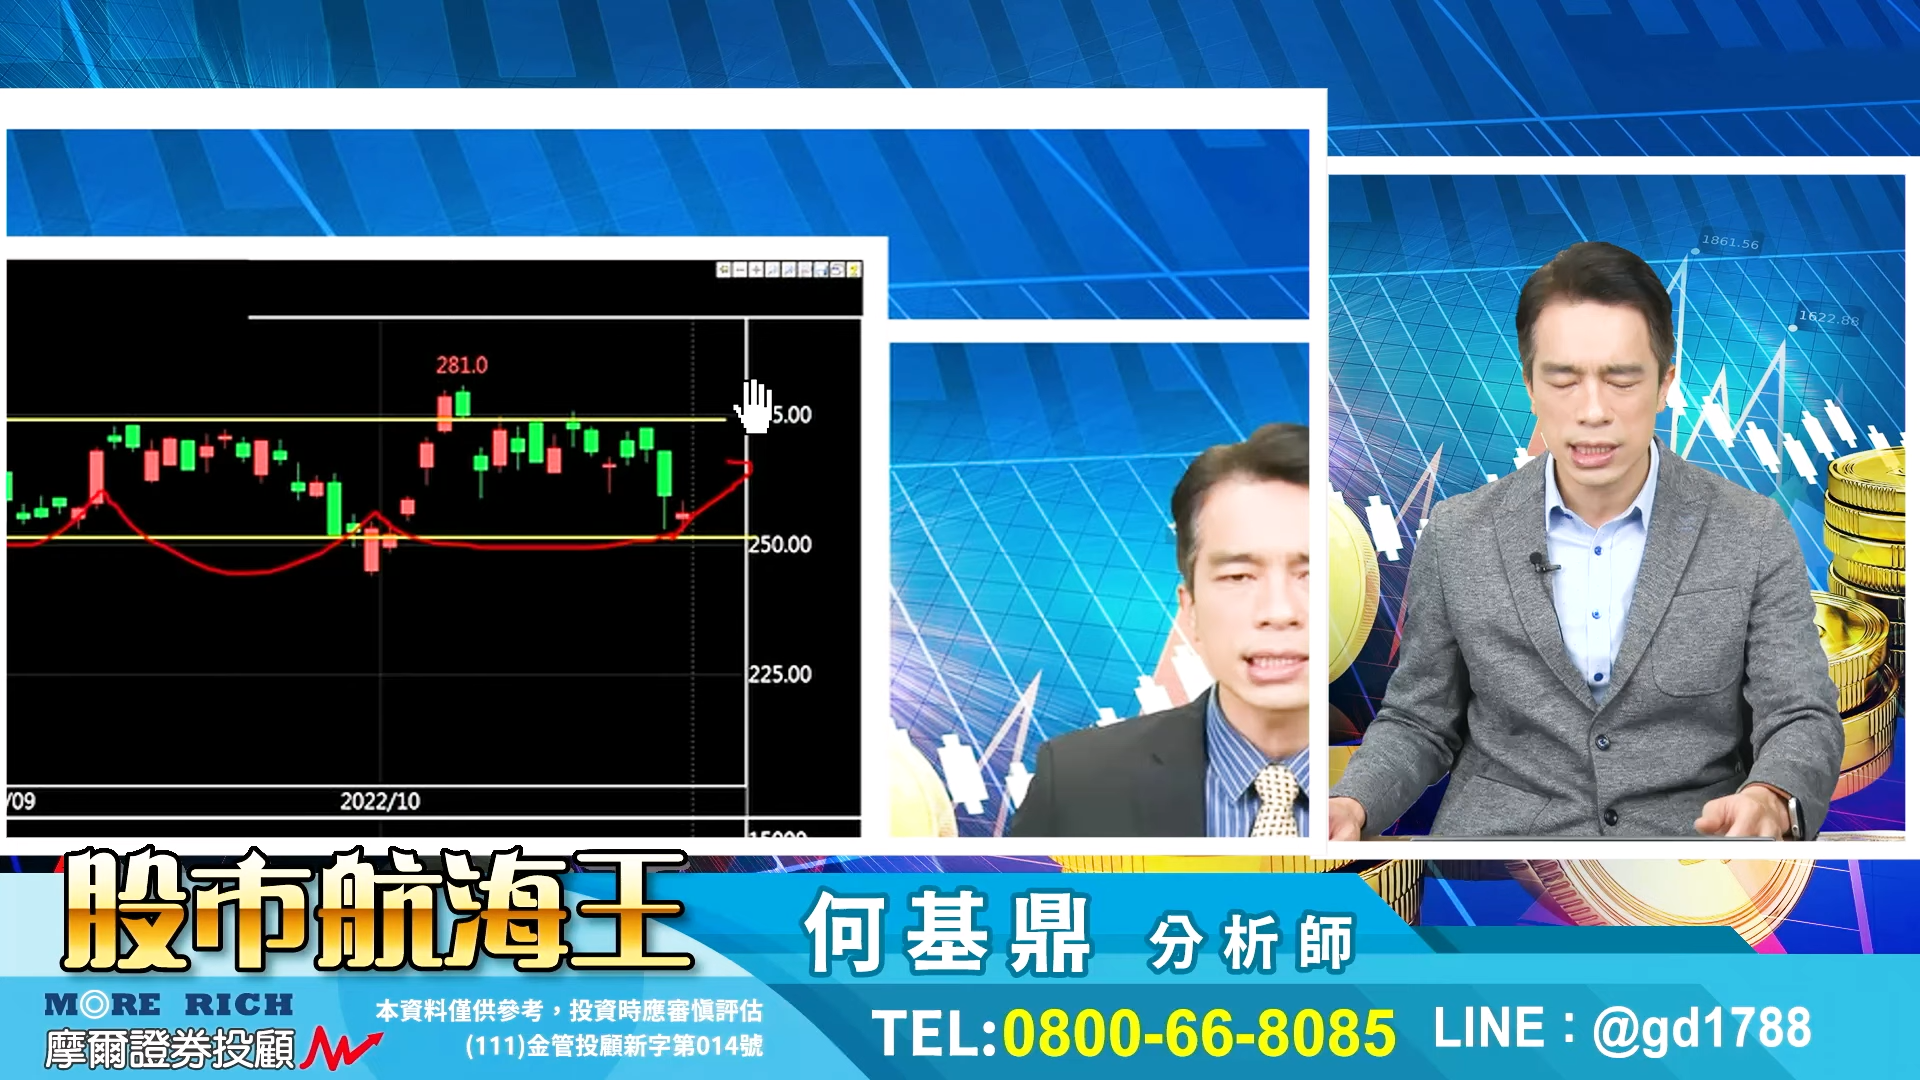 1861.56
1622.88
281.0
5.00
250.00
225.00
/09
2022/10
15000
股市航海王
何基鼎 分析師
MORE RICH
摩爾證券投顧
本資料僅供參考，投資時應審慎評估
(111)金管投顧新字第014號
TEL:0800-66-8085
LINE：@gd1788